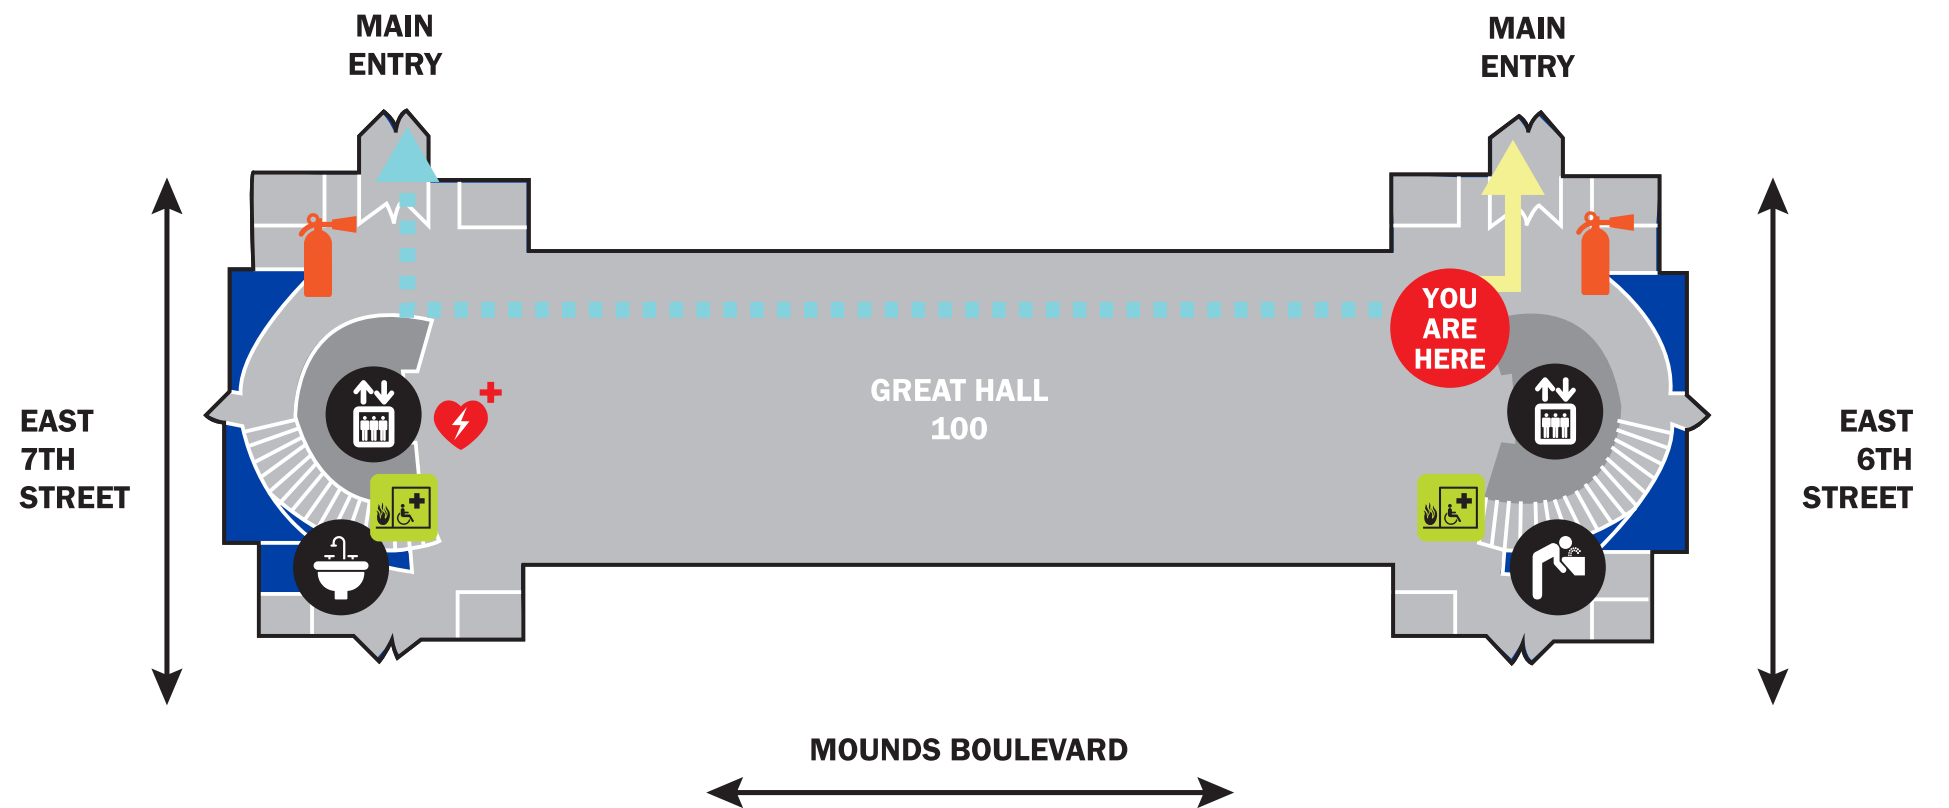 MAIN
ENTRY
MAIN
ENTRY
YOU
ARE
HERE
GREAT HALL
100
EAST
7TH
STREET
EAST
6TH
STREET
MOUNDS BOULEVARD